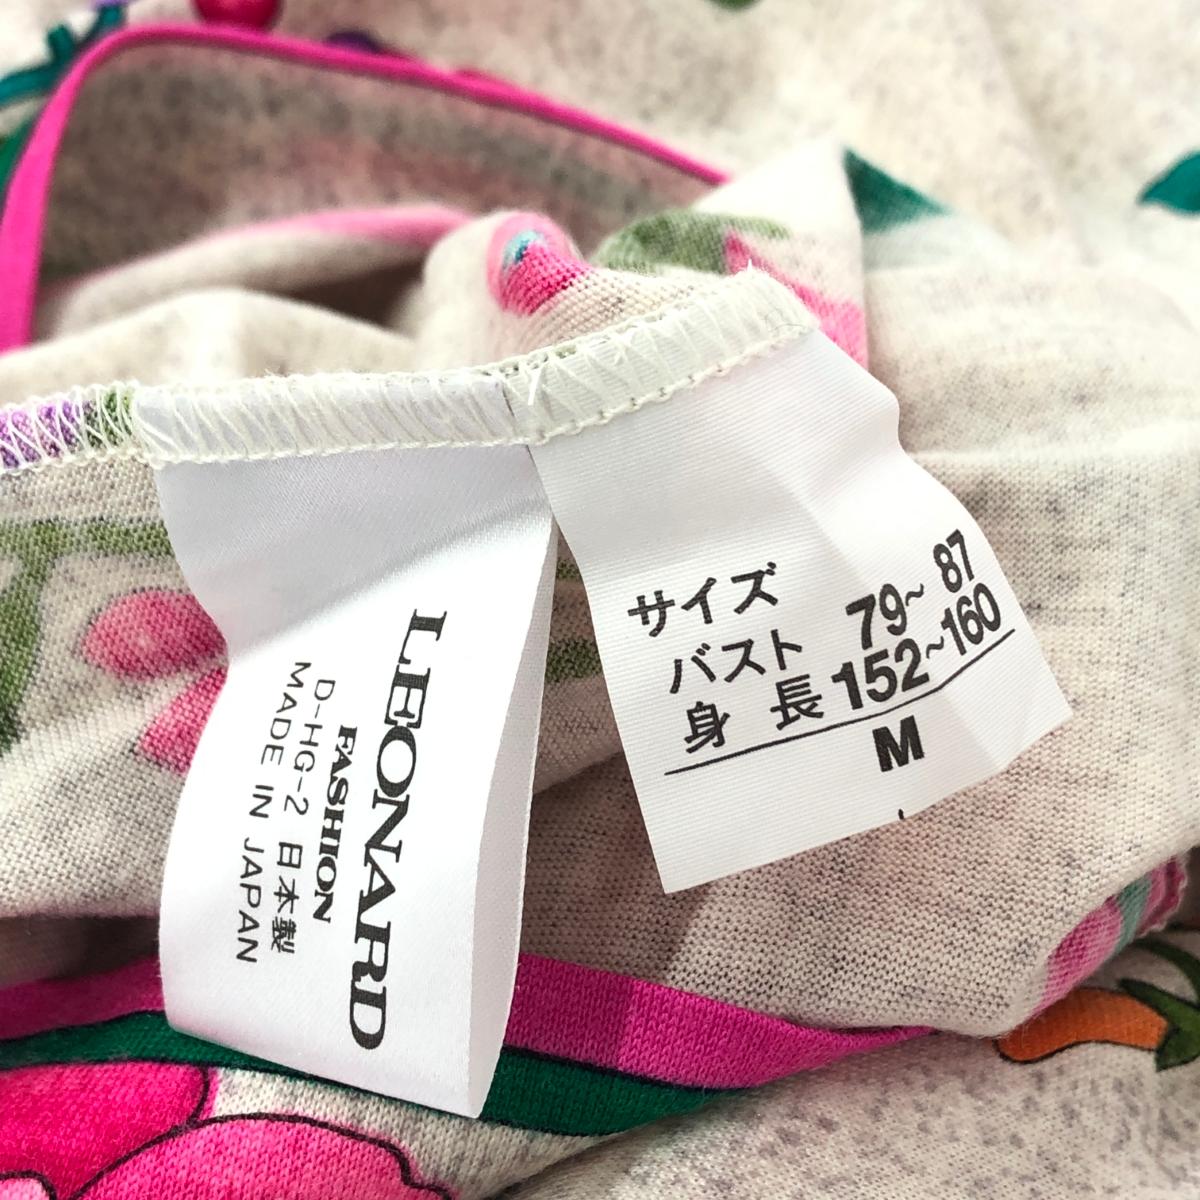 LEONARD
FASHION
D-HG-2 日本製
MADE IN JAPAN
サイズ
バスト 79~ 87
身 長 152~160
M